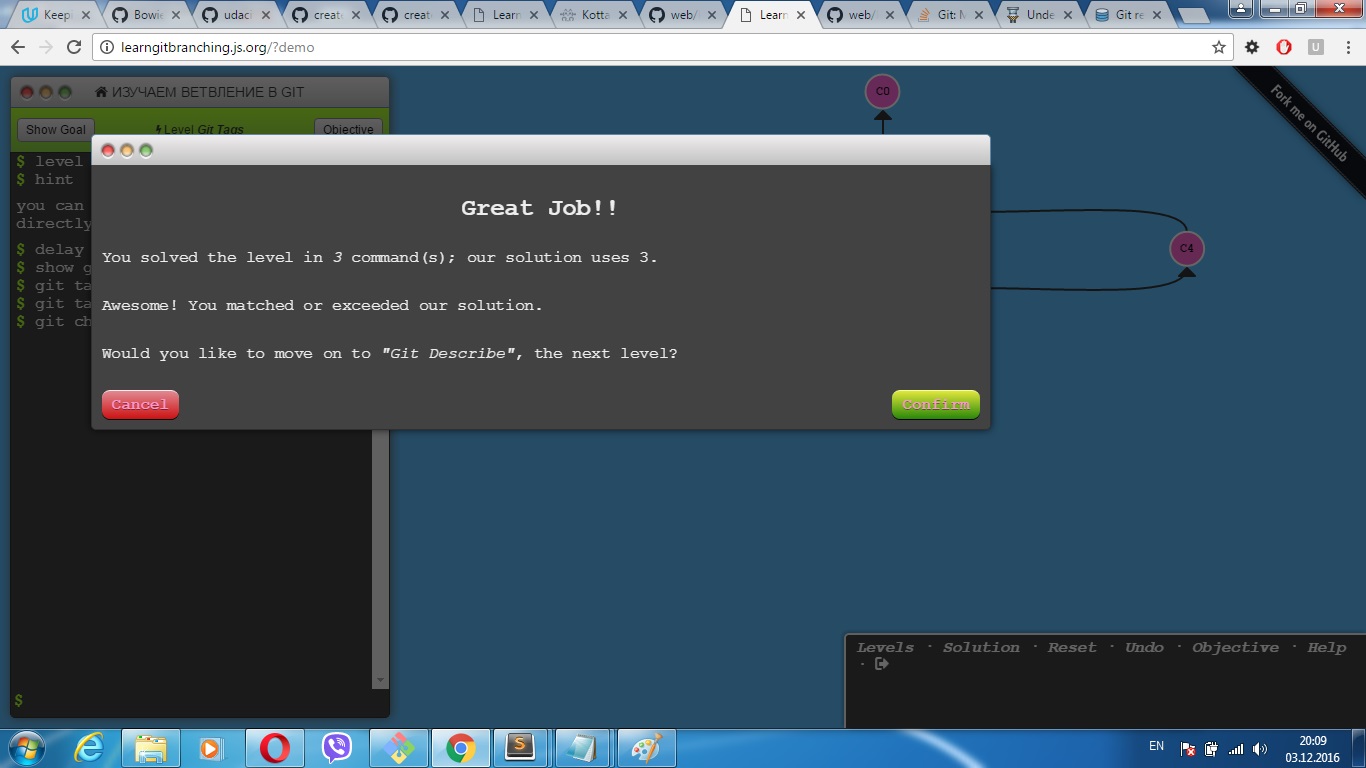 Keepi
Bowie
udaci
create
create
Learn
Kotta
web/
Learn
web/
Git: M
Unde
Git re
learngitbranching.js.org/?demo
U
ИЗУЧАЕМ ВЕТВЛЕНИЕ В GIT
Show Goal
Level Git Tags
Objective
$ level
$ hint
you can
directly
$ delay
$ show g
$ git ta
$ git ta
$ git ch
$
C0
C4
Fork me on GitHub
Great Job!!
You solved the level in 3 command(s); our solution uses 3.
Awesome! You matched or exceeded our solution.
Would you like to move on to "Git Describe", the next level?
Cancel
Confirm
Levels · Solution · Reset · Undo · Objective · Help
·
S
EN
20:09
03.12.2016